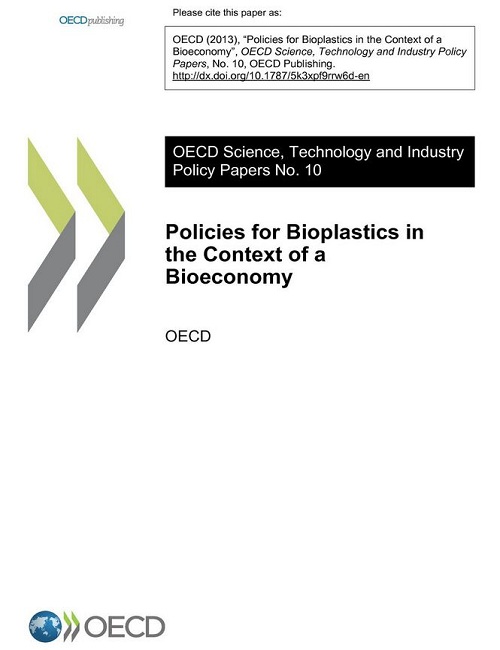 OECDpublishing
Please cite this paper as:
OECD (2013), “Policies for Bioplastics in the Context of a
Bioeconomy”, OECD Science, Technology and Industry Policy
Papers, No. 10, OECD Publishing.
http://dx.doi.org/10.1787/5k3xpf9rrw6d-en
OECD Science, Technology and Industry
Policy Papers No. 10
Policies for Bioplastics in
the Context of a
Bioeconomy
OECD
OECD